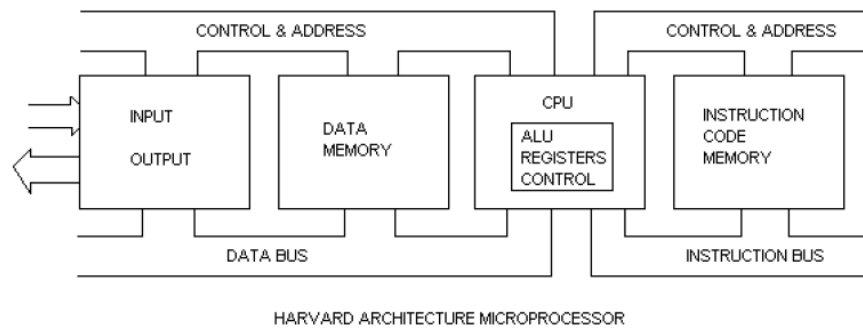 CONTROL & ADDRESS
CONTROL & ADDRESS
INPUT
OUTPUT
DATA
MEMORY
CPU
ALU
REGISTERS
CONTROL
INSTRUCTION
CODE
MEMORY
DATA BUS
INSTRUCTION BUS
HARVARD ARCHITECTURE MICROPROCESSOR